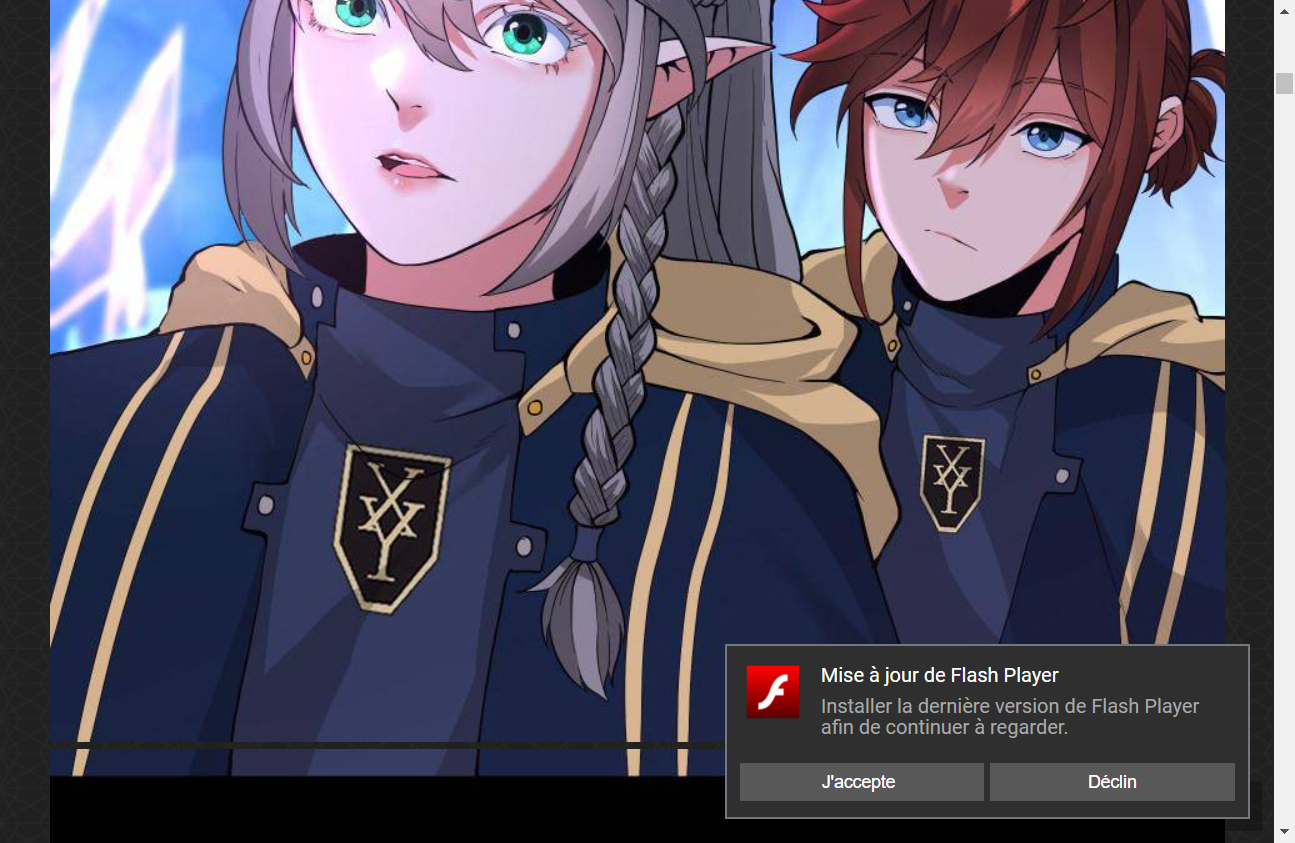 Mise à jour de Flash Player
Installer la dernière version de Flash Player
afin de continuer à regarder.
J'accepte
Déclin